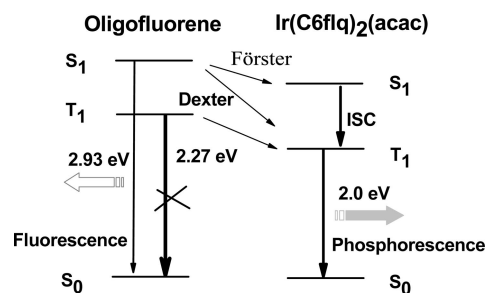 Oligofluorene
Ir(C6flq)2(acac)
S1
Förster
S1
T1
Dexter
ISC
T1
2.93 eV
2.27 eV
2.0 eV
Fluorescence
Phosphorescence
S0
S0